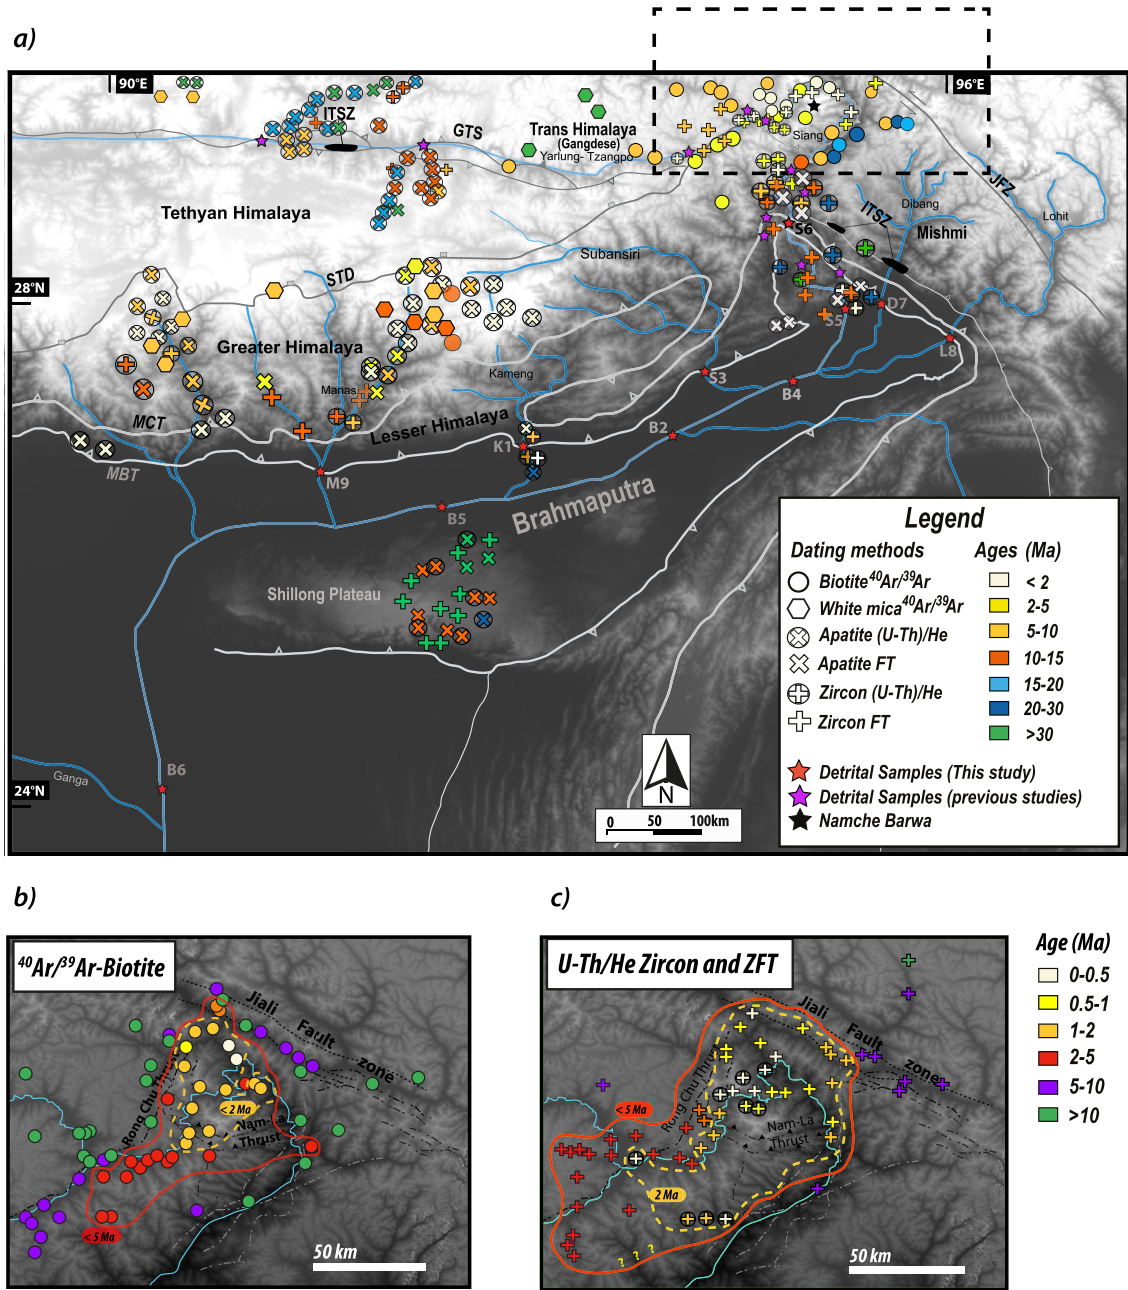 a)
90°E
96°E
ITSZ
GTS
Trans Himalaya
(Gangdese)
Yarlung- Tzangpo
Siang
JFZ
Tethyan Himalaya
ITSZ
Dibang
Lohit
Mishmi
S6
Subansiri
STD
28°N
D7
S5
Greater Himalaya
L8
Kameng
Manas
S3
B4
MCT
Lesser Himalaya
B2
K1
MBT
M9
Brahmaputra
B5
Shillong Plateau
B6
Ganga
24°N
N
0 50 100km
Legend
Dating methods
Ages (Ma)
Biotite 40Ar/39Ar
White mica 40Ar/39Ar
Apatite (U-Th)/He
Apatite FT
Zircon (U-Th)/He
Zircon FT
< 2
2-5
5-10
10-15
15-20
20-30
>30
Detrital Samples (This study)
Detrital Samples (previous studies)
Namche Barwa
b)
40Ar/39Ar-Biotite
Jiali
Fault
zone
Rong Chu Thrust
< 2 Ma
Nam-La
Thrust
< 5 Ma
50 km
c)
U-Th/He Zircon and ZFT
Jiali
Fault
zone
Rong Chu Thrust
< 5 Ma
Nam-La
Thrust
2 Ma
? ? ?
50 km
Age (Ma)
0-0.5
0.5-1
1-2
2-5
5-10
>10